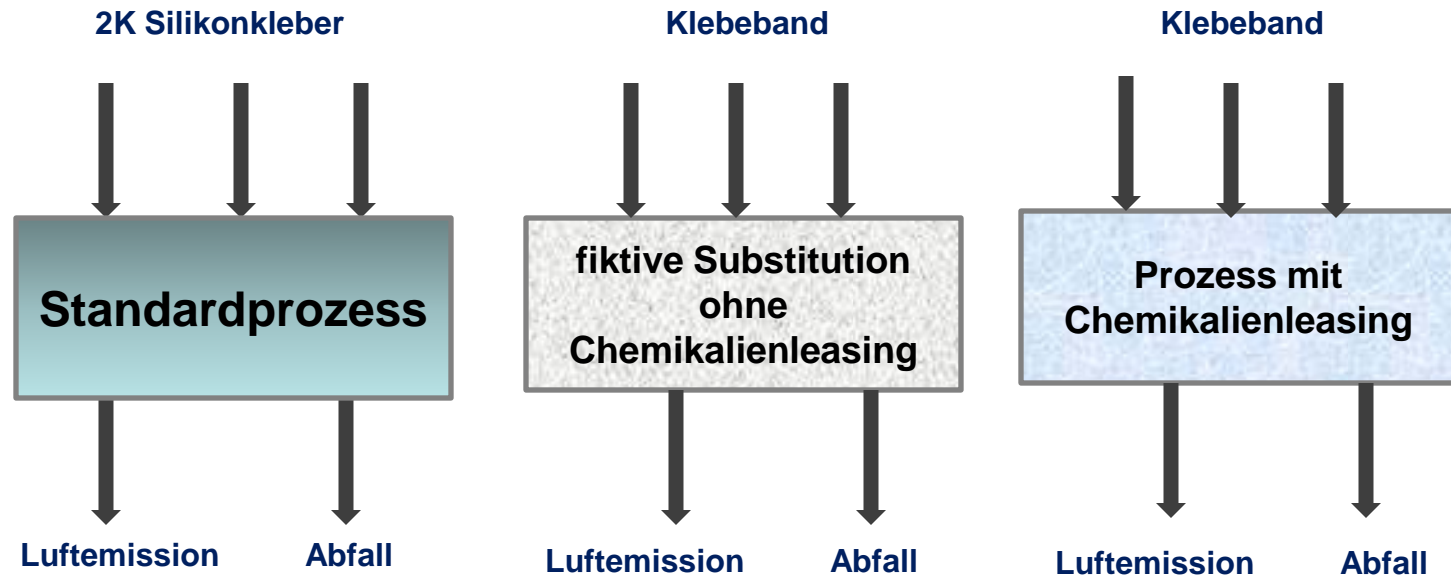 2K Silikonkleber
Klebeband
Klebeband
Standardprozess
fiktive Substitution
ohne
Chemikalienleasing
Prozess mit
Chemikalienleasing
Luftemission
Abfall
Luftemission
Abfall
Luftemission
Abfall